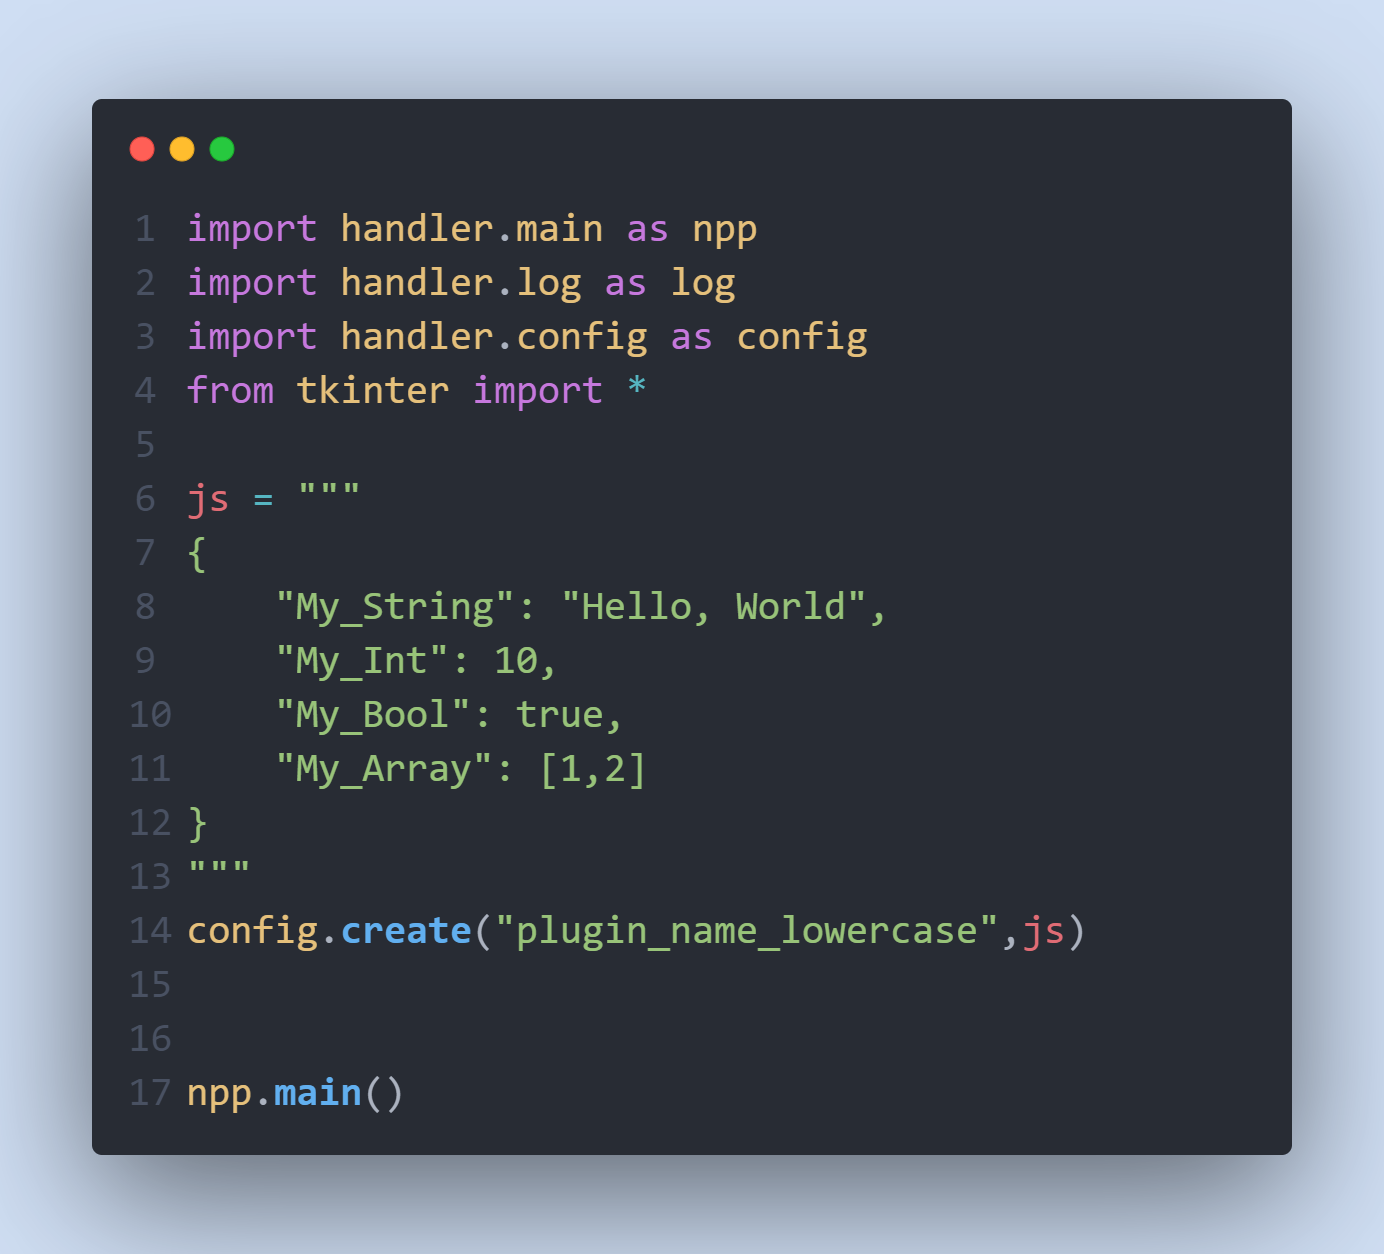 1 import handler.main as npp
2 import handler.log as log
3 import handler.config as config
4 from tkinter import *
5
6 js = """
7 {
8     "My_String": "Hello, World",
9     "My_Int": 10,
10     "My_Bool": true,
11     "My_Array": [1,2]
12 }
13 """
14 config.create("plugin_name_lowercase",js)
15
16
17 npp.main()